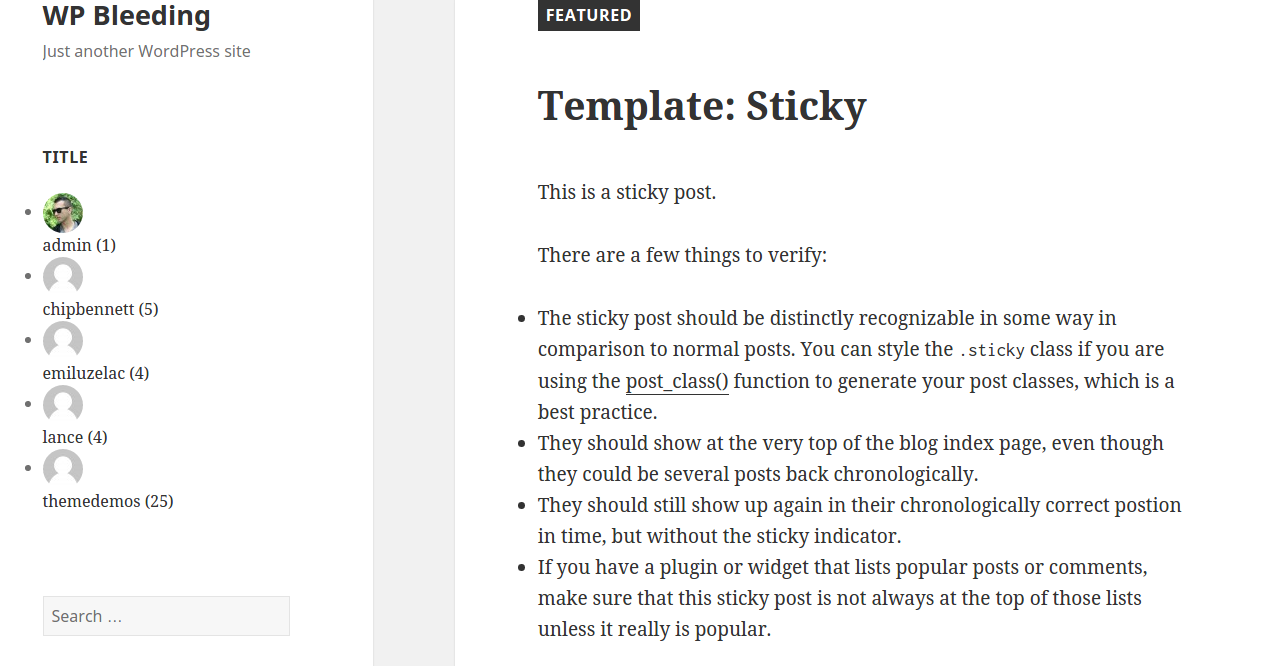 WP Bleeding
Just another WordPress site
TITLE
admin (1)
chipbennett (5)
emiluzelac (4)
lance (4)
themedemos (25)
Search …
FEATURED
Template: Sticky
This is a sticky post.
There are a few things to verify:
The sticky post should be distinctly recognizable in some way in
comparison to normal posts. You can style the .sticky class if you are
using the post_class() function to generate your post classes, which is a
best practice.
They should show at the very top of the blog index page, even though
they could be several posts back chronologically.
They should still show up again in their chronologically correct postion
in time, but without the sticky indicator.
If you have a plugin or widget that lists popular posts or comments,
make sure that this sticky post is not always at the top of those lists
unless it really is popular.